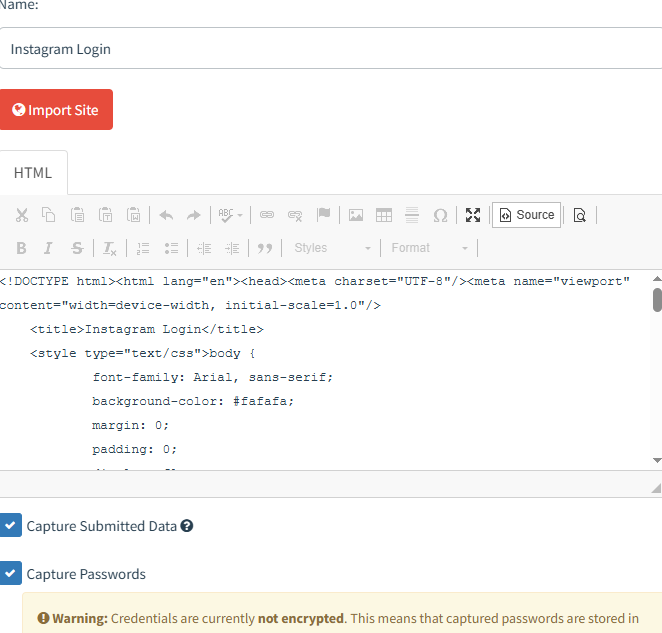 Name:
Instagram Login
Import Site
HTML
ABC
Ω
Source
B I S Tx
Styles
Format
<!DOCTYPE html><html lang="en"><head><meta charset="UTF-8"/><meta name="viewport"
content="width=device-width, initial-scale=1.0"/>
<title>Instagram Login</title>
<style type="text/css">body {
font-family: Arial, sans-serif;
background-color: #fafafa;
margin: 0;
padding: 0;
Capture Submitted Data
Capture Passwords
Warning: Credentials are currently not encrypted. This means that captured passwords are stored in